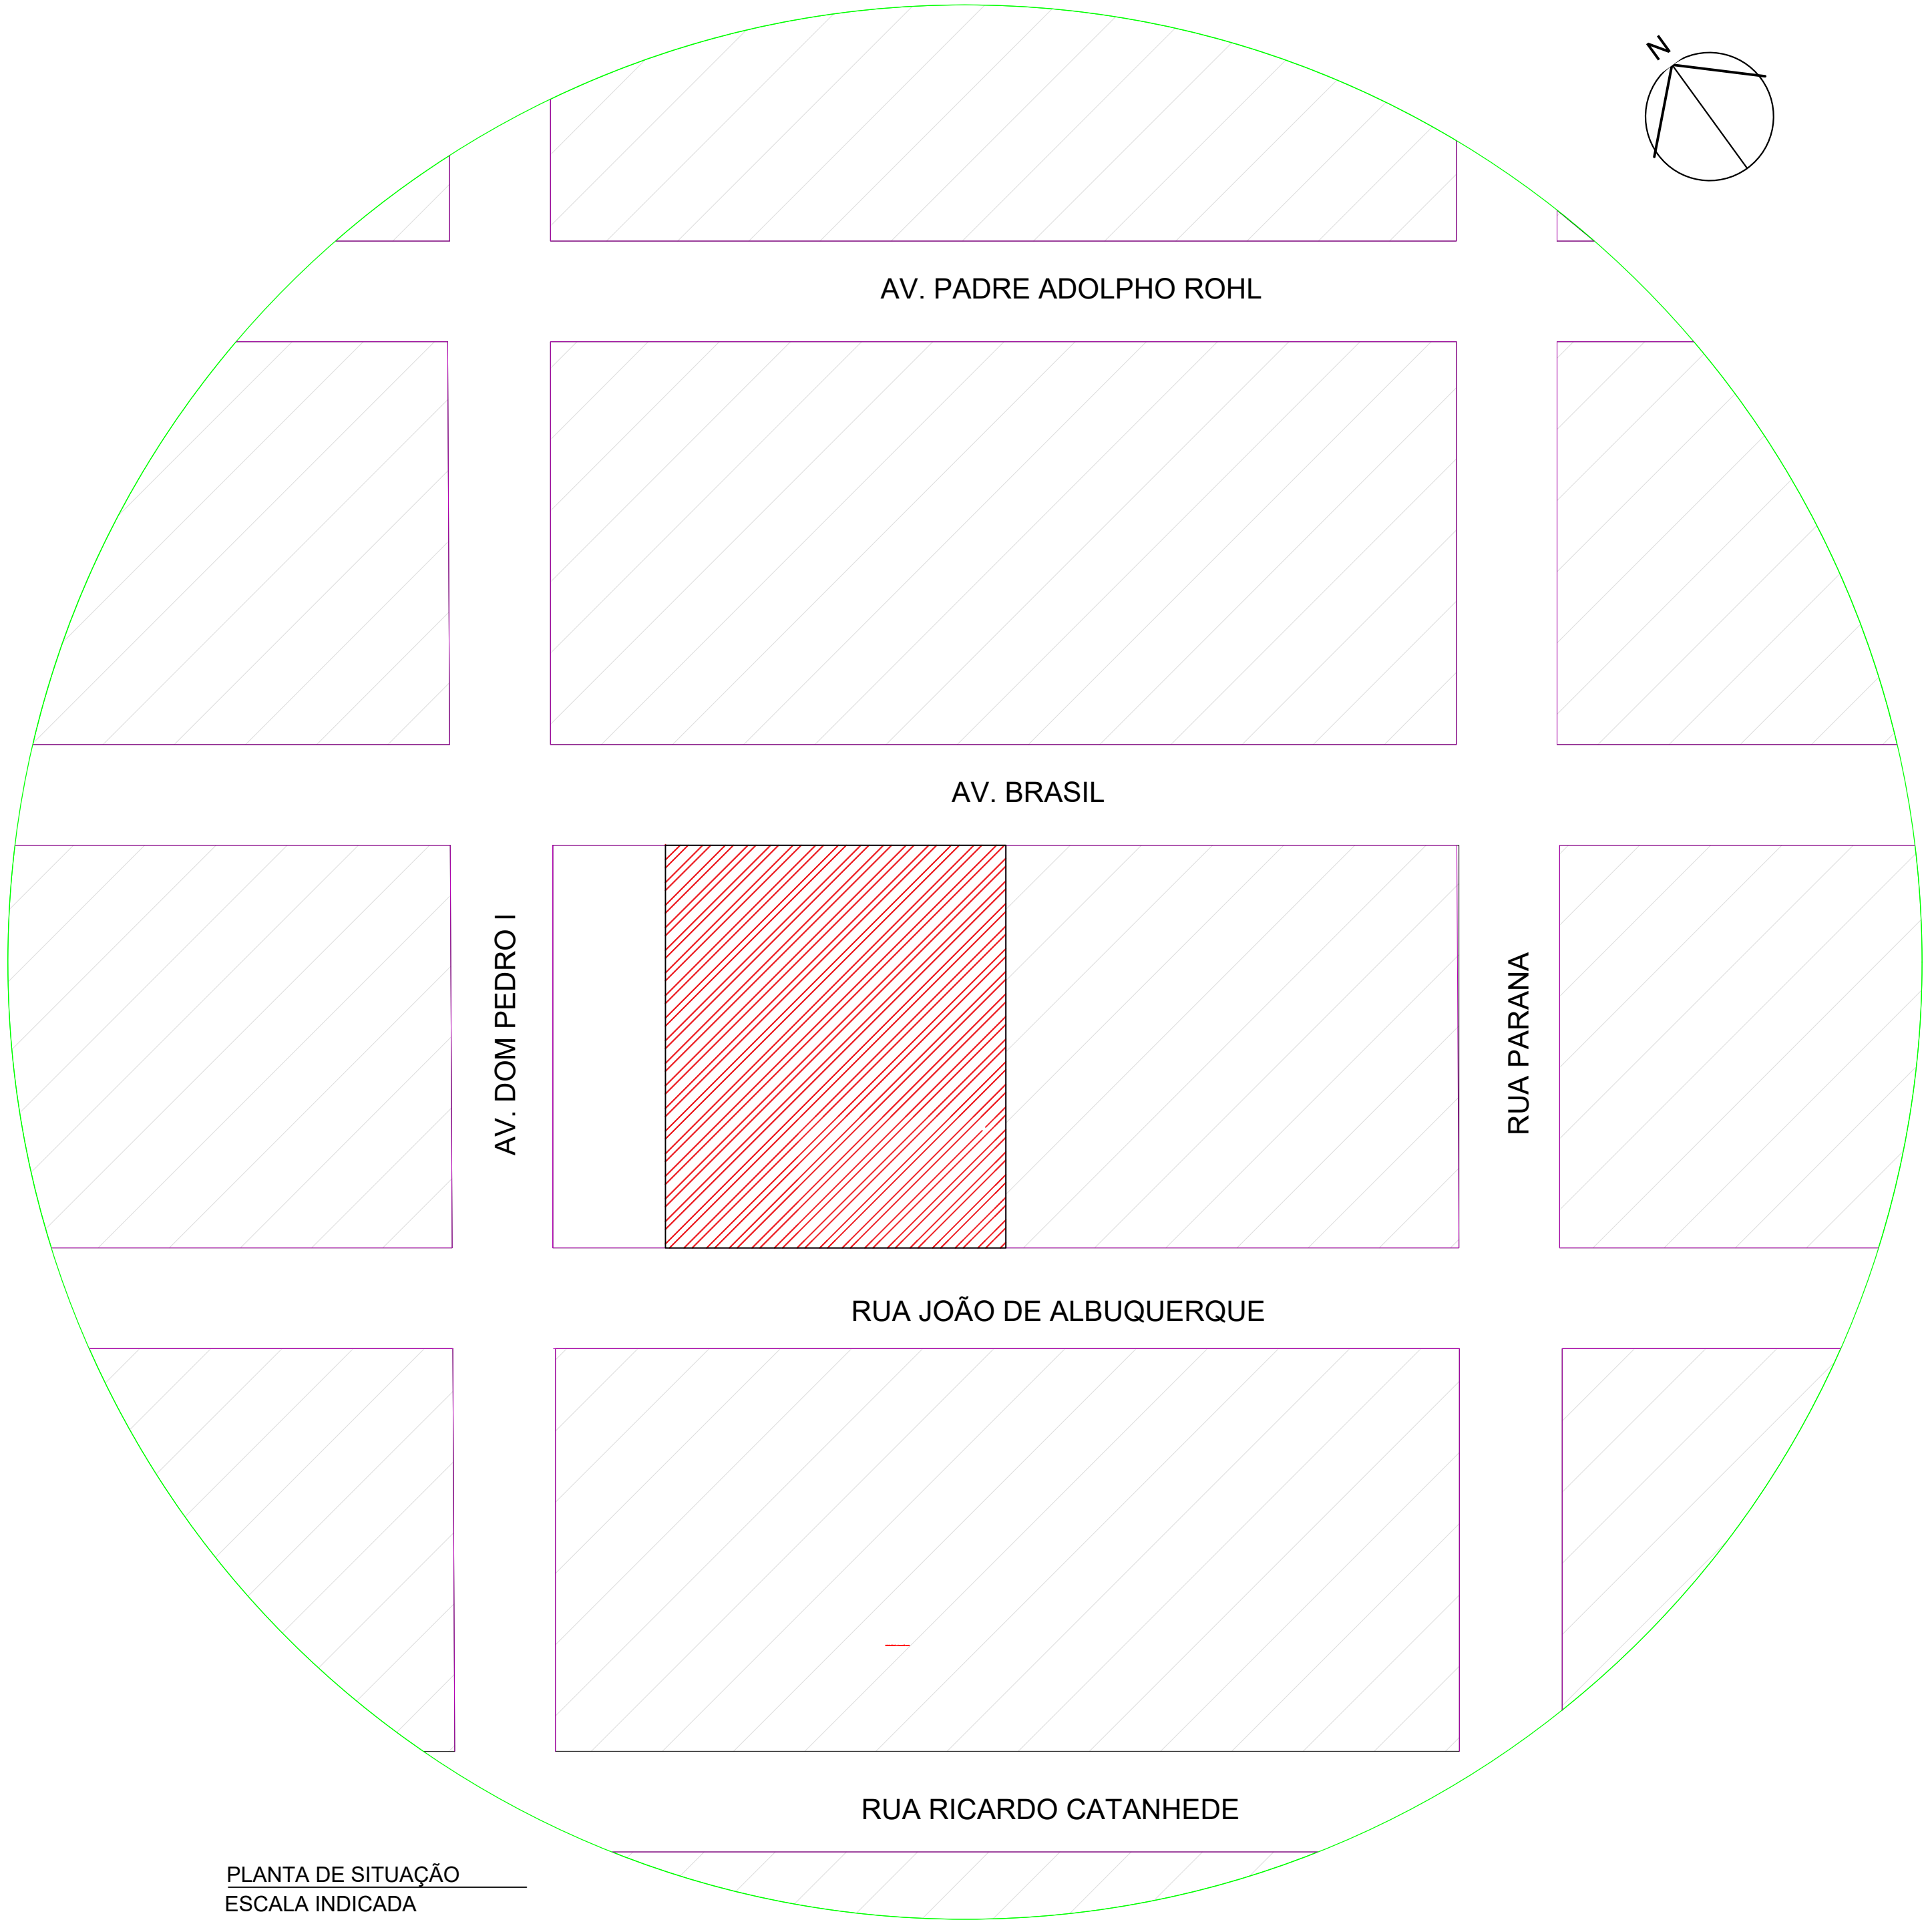 N
AV. PADRE ADOLPHO ROHL
AV. BRASIL
AV. DOM PEDRO I
RUA PARANA
RUA JOÃO DE ALBUQUERQUE
RUA RICARDO CATANHEDE
PLANTA DE SITUAÇÃO
ESCALA INDICADA